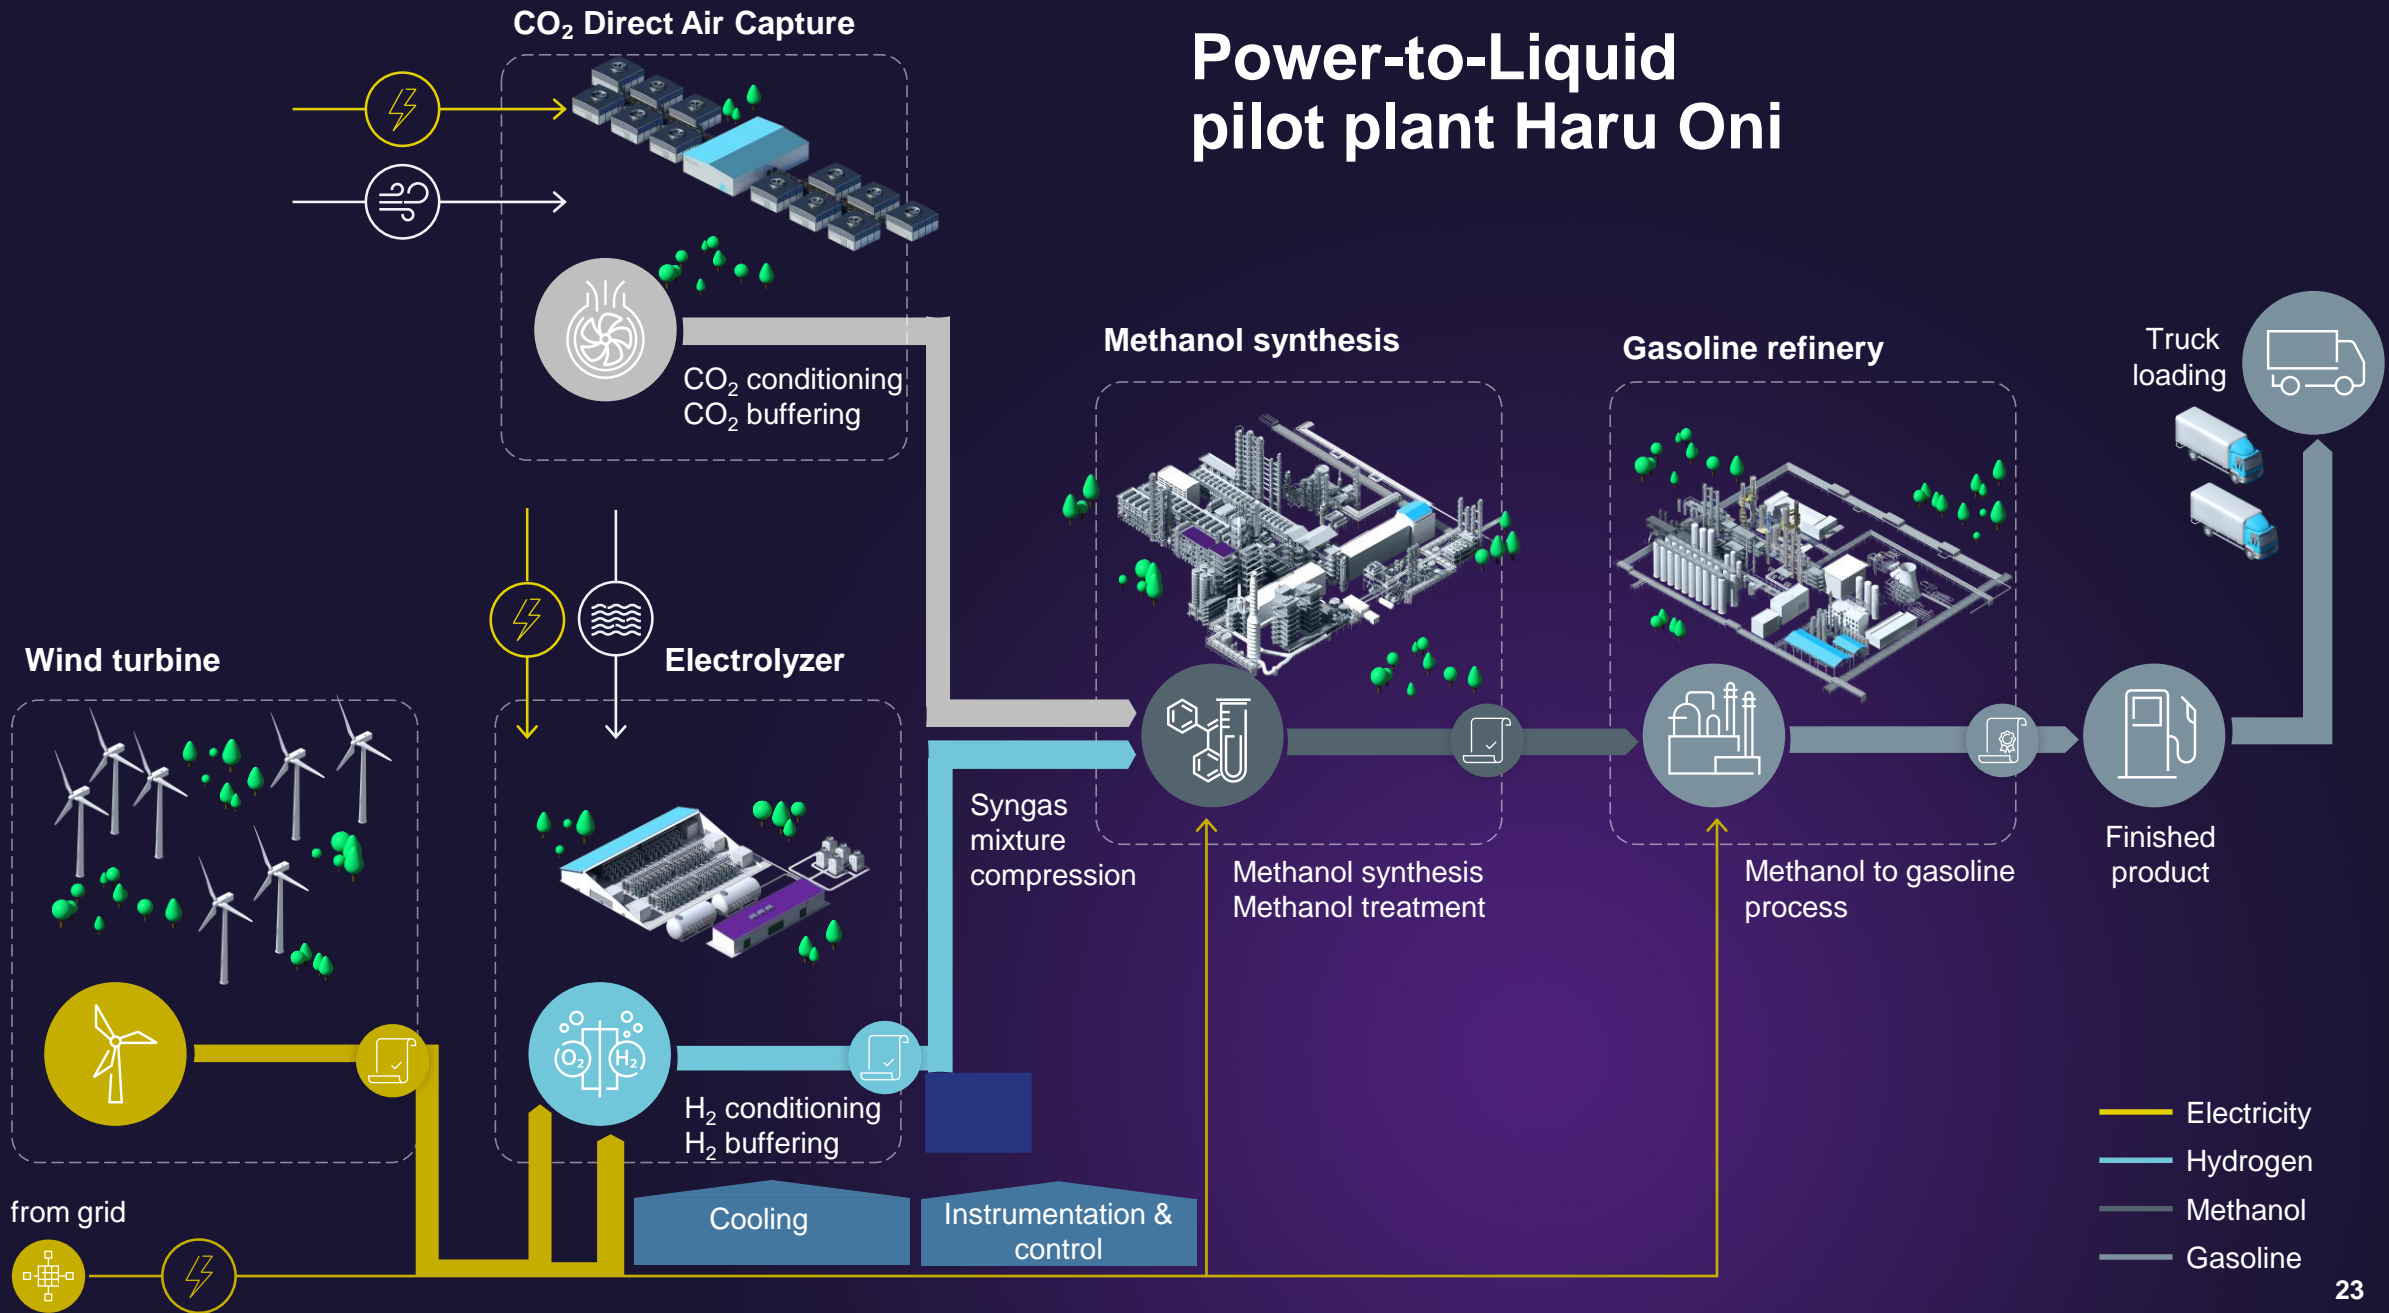 CO₂ Direct Air Capture
Power-to-Liquid
pilot plant Haru Oni
CO₂ conditioning
CO₂ buffering
Methanol synthesis
Gasoline refinery
Truck
loading
Wind turbine
Electrolyzer
Syngas
mixture
compression
Methanol synthesis
Methanol treatment
Methanol to gasoline
process
Finished
product
O₂
H₂
H₂ conditioning
H₂ buffering
from grid
Cooling
Instrumentation &
control
Electricity
Hydrogen
Methanol
Gasoline
23